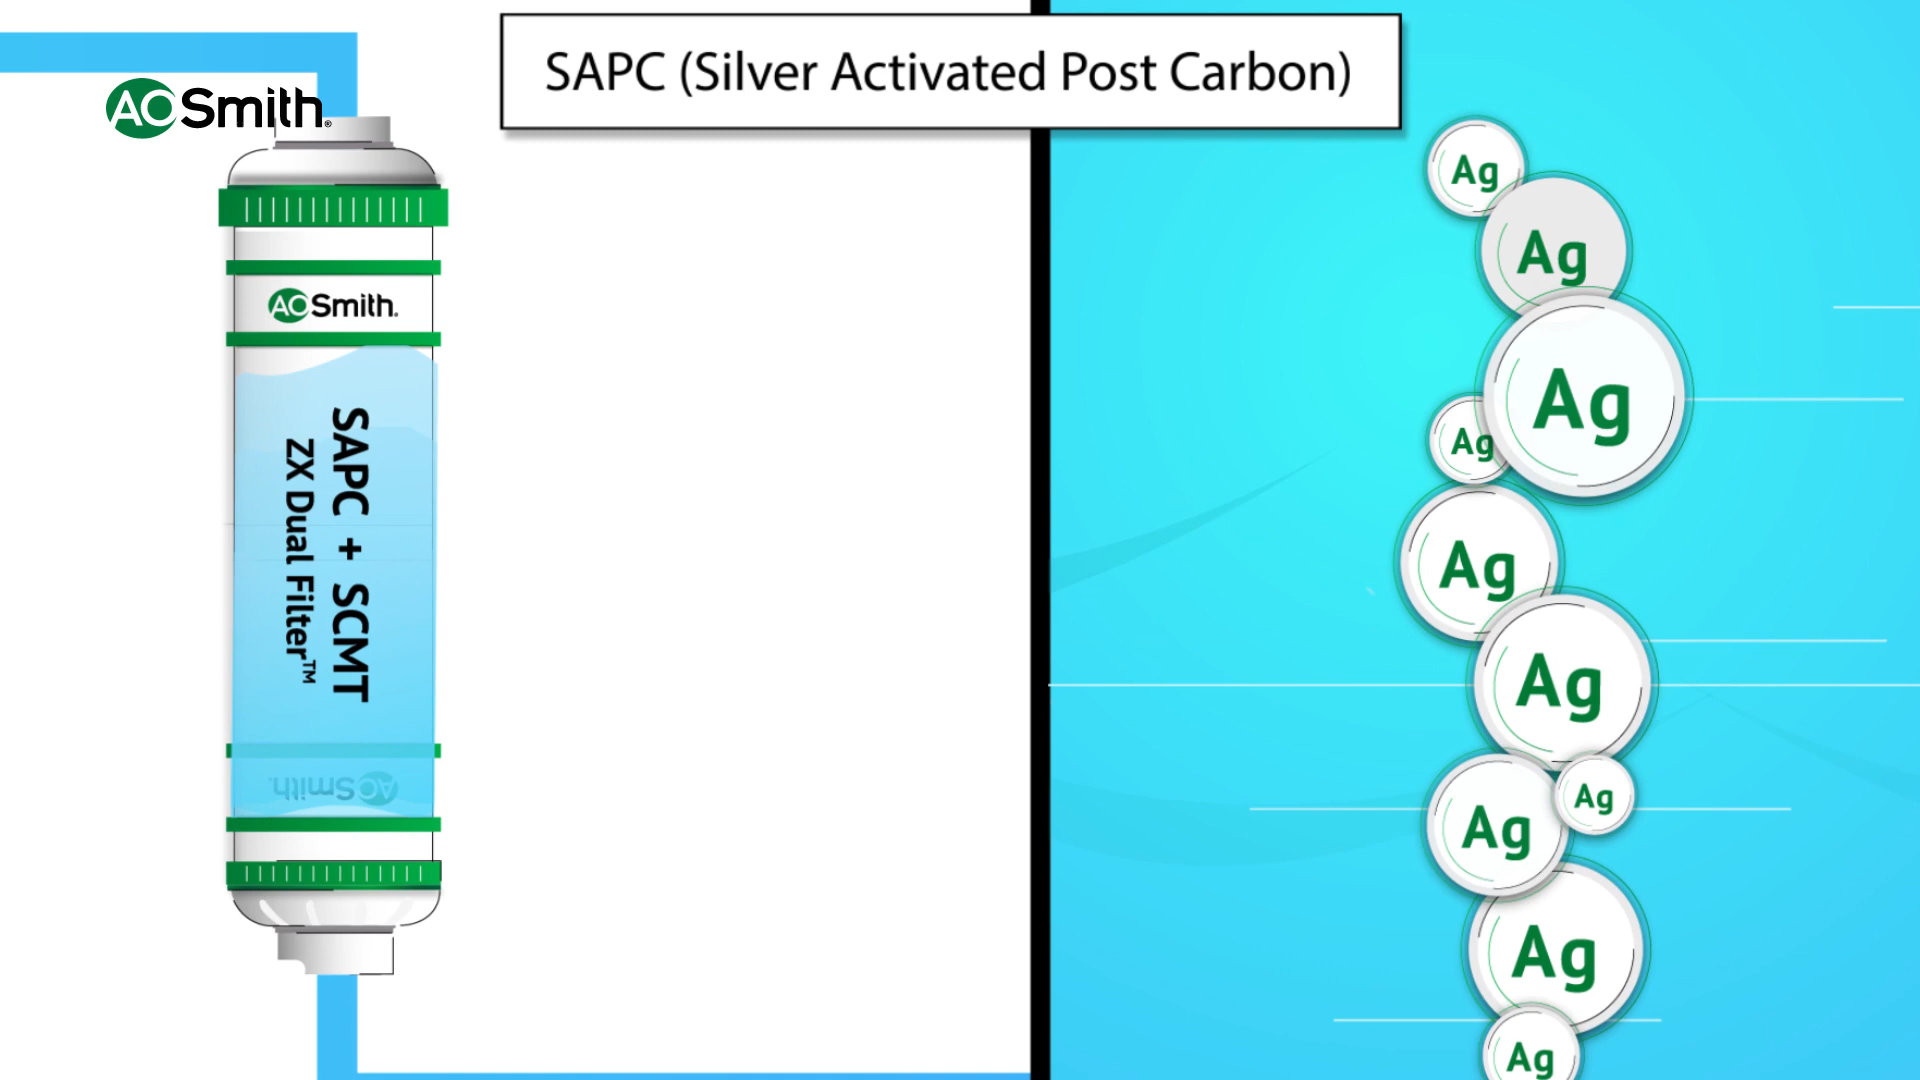 SAPC (Silver Activated Post Carbon)
AO Smith®
AO Smith.
SAPC + SCMT
ZX Dual Filter™
AO Smith.
Ag
Ag
Ag
Ag
Ag
Ag
Ag
Ag
Ag
Ag